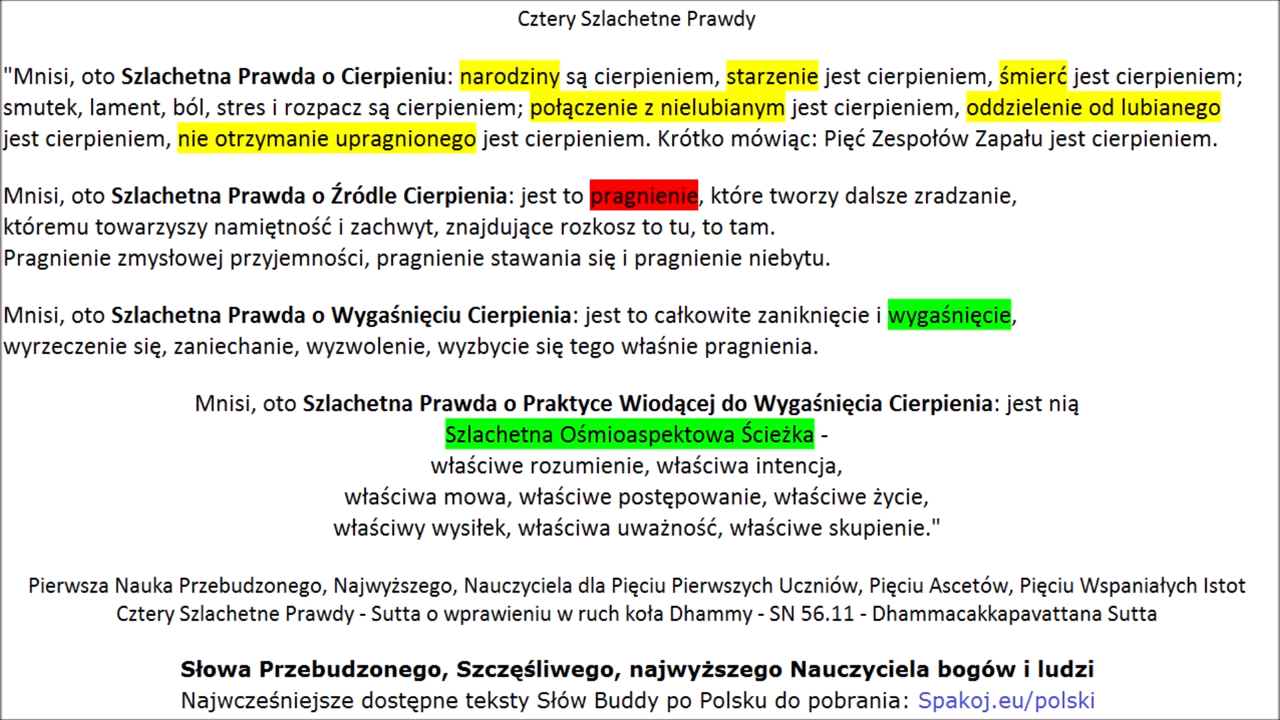 Cztery Szlachetne Prawdy
"Mnisi, oto Szlachetna Prawda o Cierpieniu: narodziny są cierpieniem, starzenie jest cierpieniem, śmierć jest cierpieniem;
smutek, lament, ból, stres i rozpacz są cierpieniem; połączenie z nielubianym jest cierpieniem, oddzielenie od lubianego
jest cierpieniem, nie otrzymanie upragnionego jest cierpieniem. Krótko mówiąc: Pięć Zespołów Zapału jest cierpieniem.
Mnisi, oto Szlachetna Prawda o Źródle Cierpienia: jest to pragnienie, które tworzy dalsze zradzanie,
któremu towarzyszy namiętność i zachwyt, znajdujące rozkosz to tu, to tam.
Pragnienie zmysłowej przyjemności, pragnienie stawania się i pragnienie niebytu.
Mnisi, oto Szlachetna Prawda o Wygaśnięciu Cierpienia: jest to całkowite zaniknięcie i wygaśnięcie,
wyrzeczenie się, zaniechanie, wyzwolenie, wyzbycie się tego właśnie pragnienia.
Mnisi, oto Szlachetna Prawda o Praktyce Wiodącej do Wygaśnięcia Cierpienia: jest nią
Szlachetna Ośmioaspektowa Ścieżka -
właściwe rozumienie, właściwa intencja,
właściwa mowa, właściwe postępowanie, właściwe życie,
właściwy wysiłek, właściwa uważność, właściwe skupienie."
Pierwsza Nauka Przebudzonego, Najwyższego, Nauczyciela dla Pięciu Pierwszych Uczniów, Pięciu Ascetów, Pięciu Wspaniałych Istot
Cztery Szlachetne Prawdy - Sutta o wprawieniu w ruch koła Dhammy - SN 56.11 - Dhammacakkapavattana Sutta
Słowa Przebudzonego, Szczęśliwego, najwyższego Nauczyciela bogów i ludzi
Najwcześniejsze dostępne teksty Słów Buddy po Polsku do pobrania: Spakoj.eu/polski